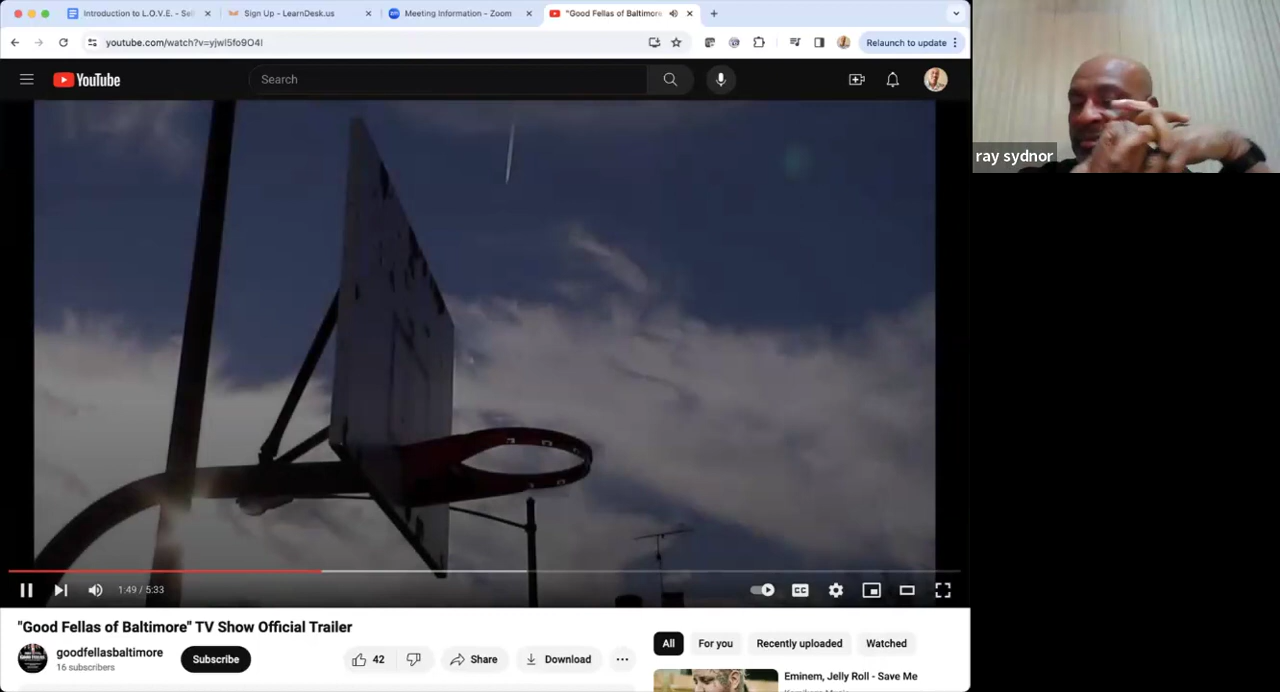 Introduction to L.O.V.E. - Sel
Sign Up - LearnDesk.us
Meeting Information - Zoom
"Good Fellas of Baltimore
youtube.com/watch?v=yjwI5fo9O4I
Relaunch to update
YouTube
Search
ray sydnor
1:49 / 5:33
CC
"Good Fellas of Baltimore" TV Show Official Trailer
goodfellasbaltimore
16 subscribers
Subscribe
42
Share
Download
All
For you
Recently uploaded
Watched
Eminem, Jelly Roll - Save Me